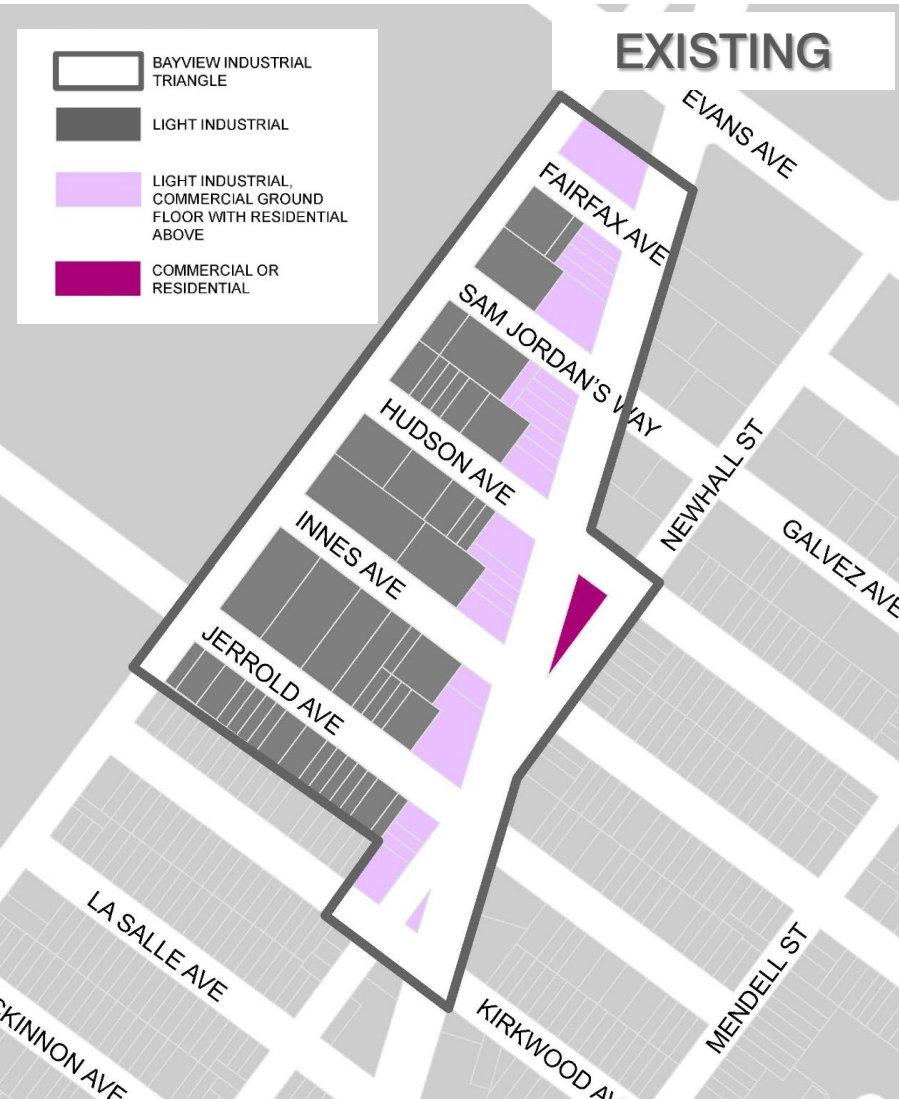 EXISTING
BAYVIEW INDUSTRIAL
TRIANGLE
LIGHT INDUSTRIAL
LIGHT INDUSTRIAL,
COMMERCIAL GROUND
FLOOR WITH RESIDENTIAL
ABOVE
COMMERCIAL OR
RESIDENTIAL
EVANS AVE
FAIRFAX AVE
SAM JORDAN'S WAY
HUDSON AVE
NEWHALL ST
INNES AVE
GALVEZ AVE
JERROLD AVE
LA SALLE AVE
MENDELL ST
KIRKWOOD AV
CKINNON AVE